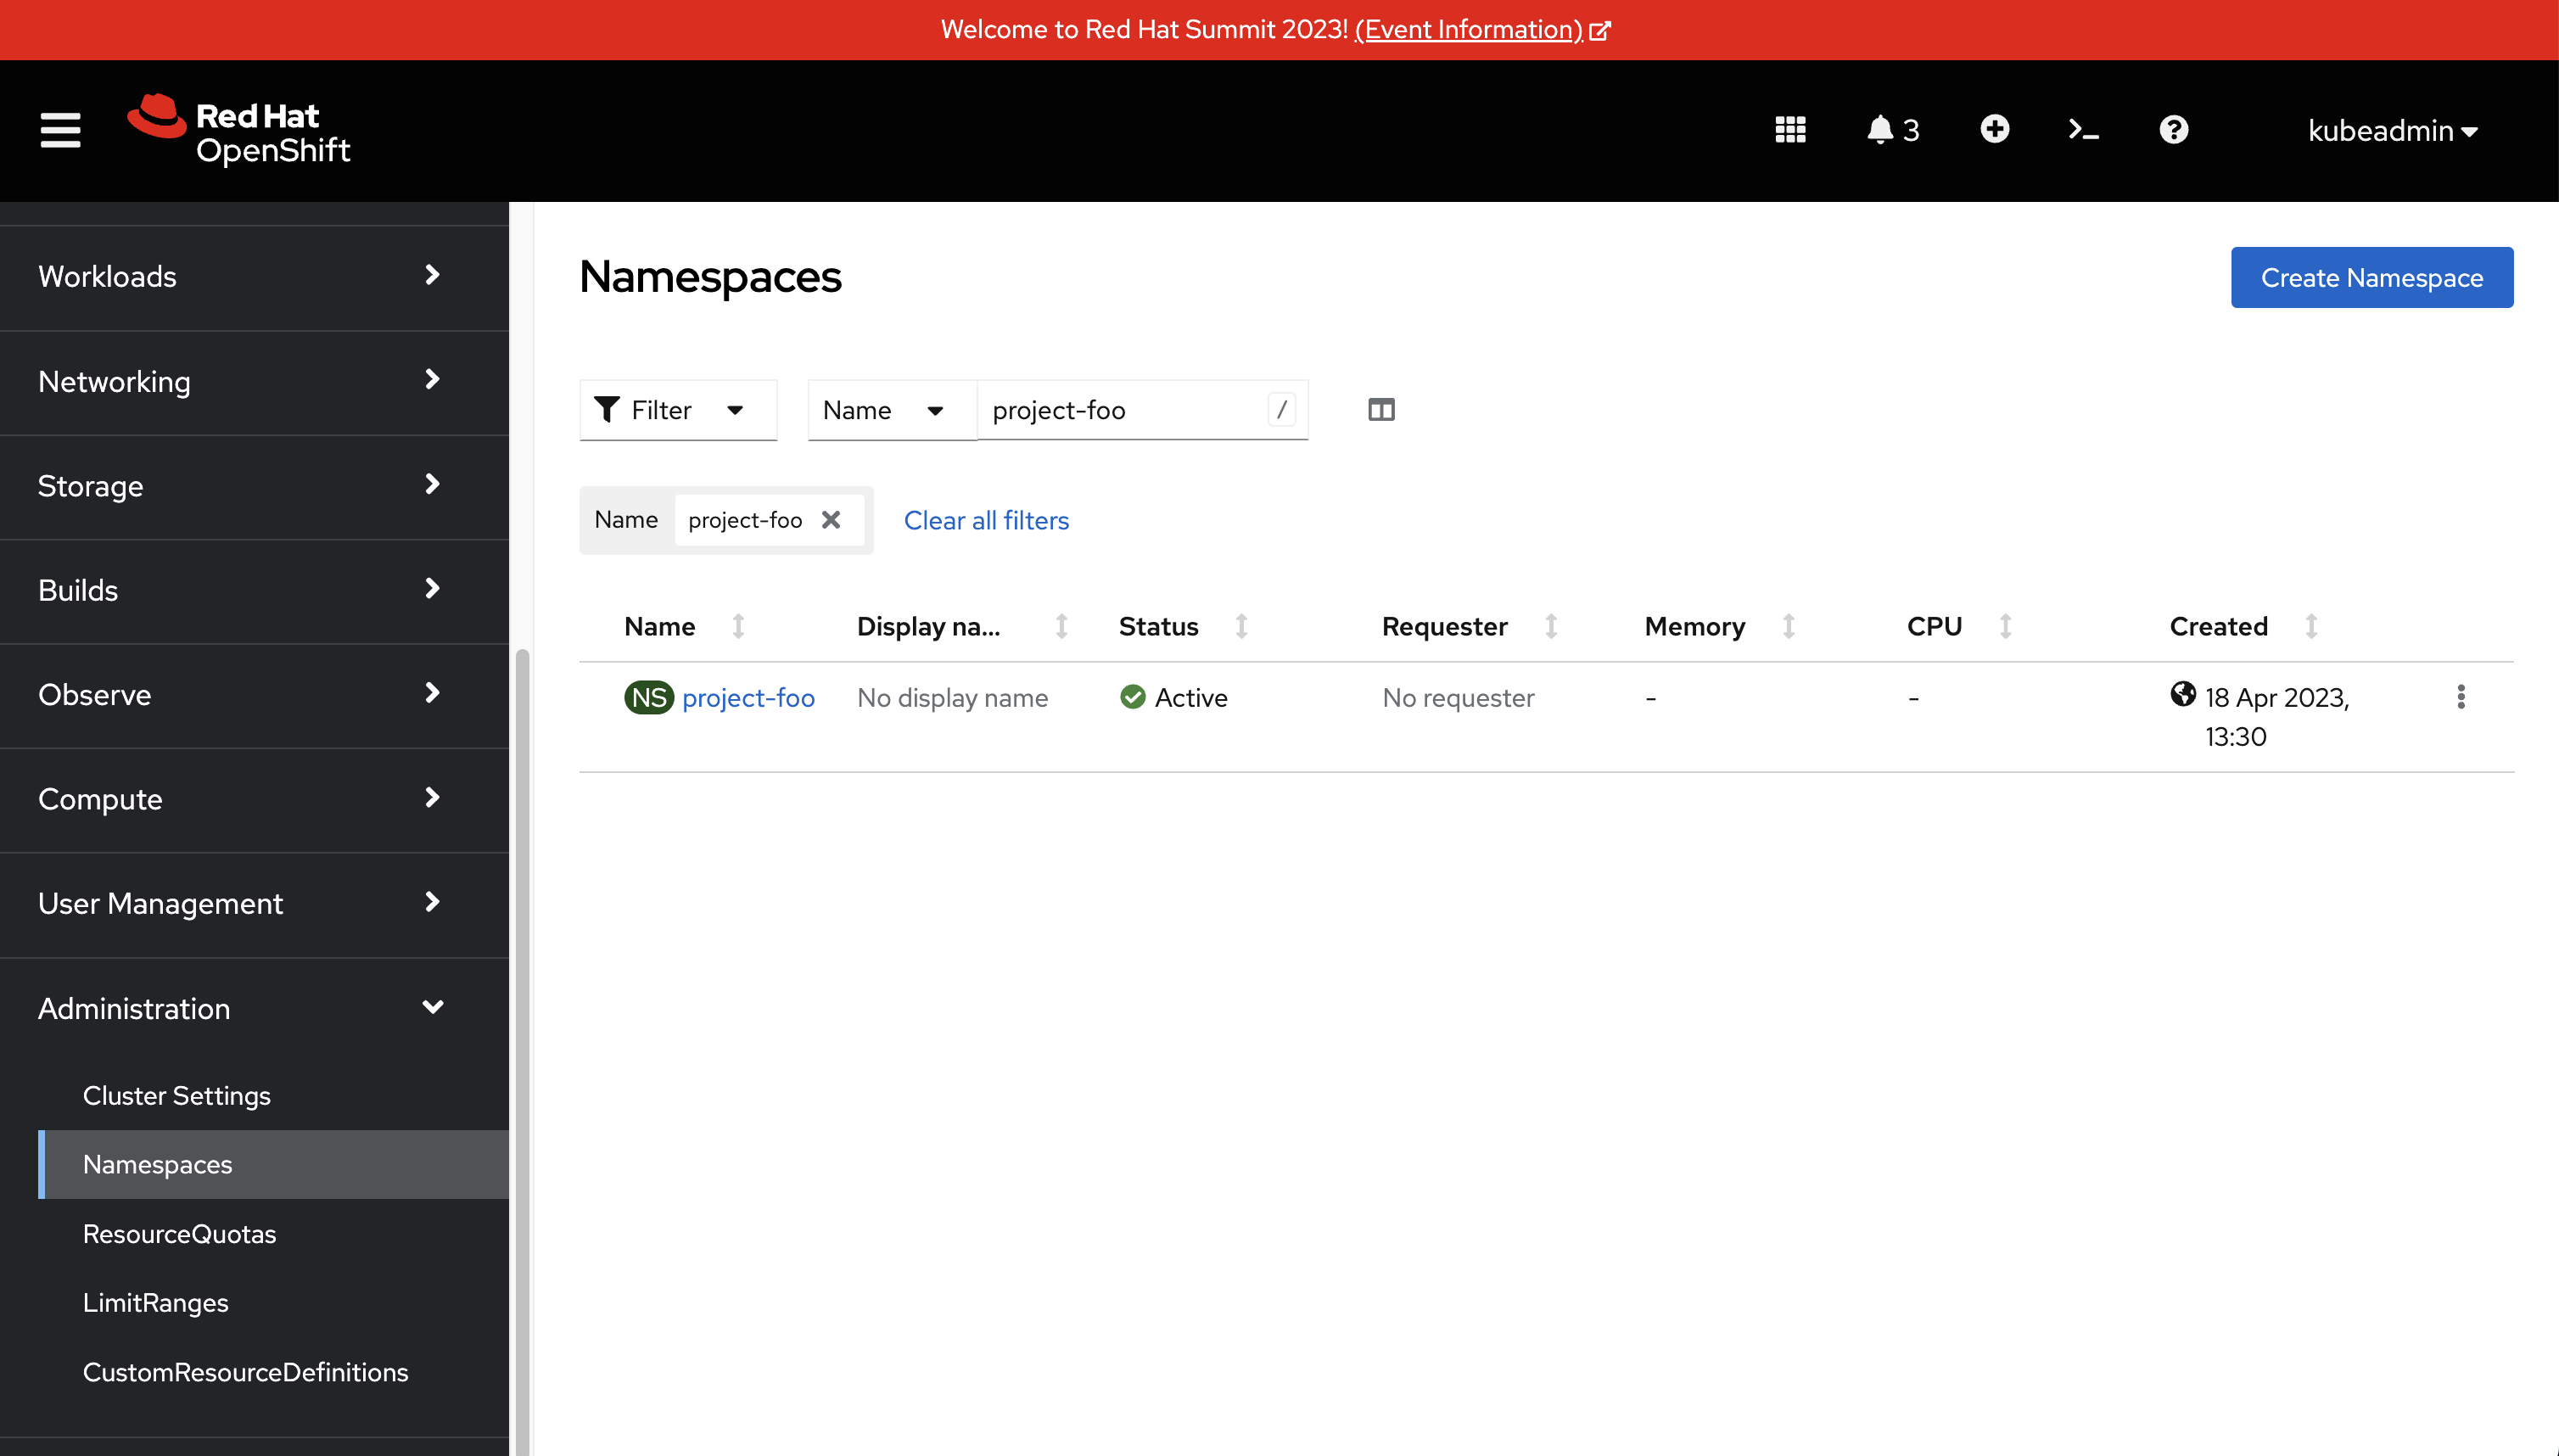 Welcome to Red Hat Summit 2023! (Event Information)
Red Hat
OpenShift
3
kubeadmin
Workloads
Networking
Storage
Builds
Observe
Compute
User Management
Administration
Cluster Settings
Namespaces
ResourceQuotas
LimitRanges
CustomResourceDefinitions
Namespaces
Create Namespace
Filter
Name
project-foo
/
Name project-foo
Clear all filters
Name Display na... Status Requester Memory CPU Created
NS project-foo No display name Active No requester - - 18 Apr 2023,
13:30